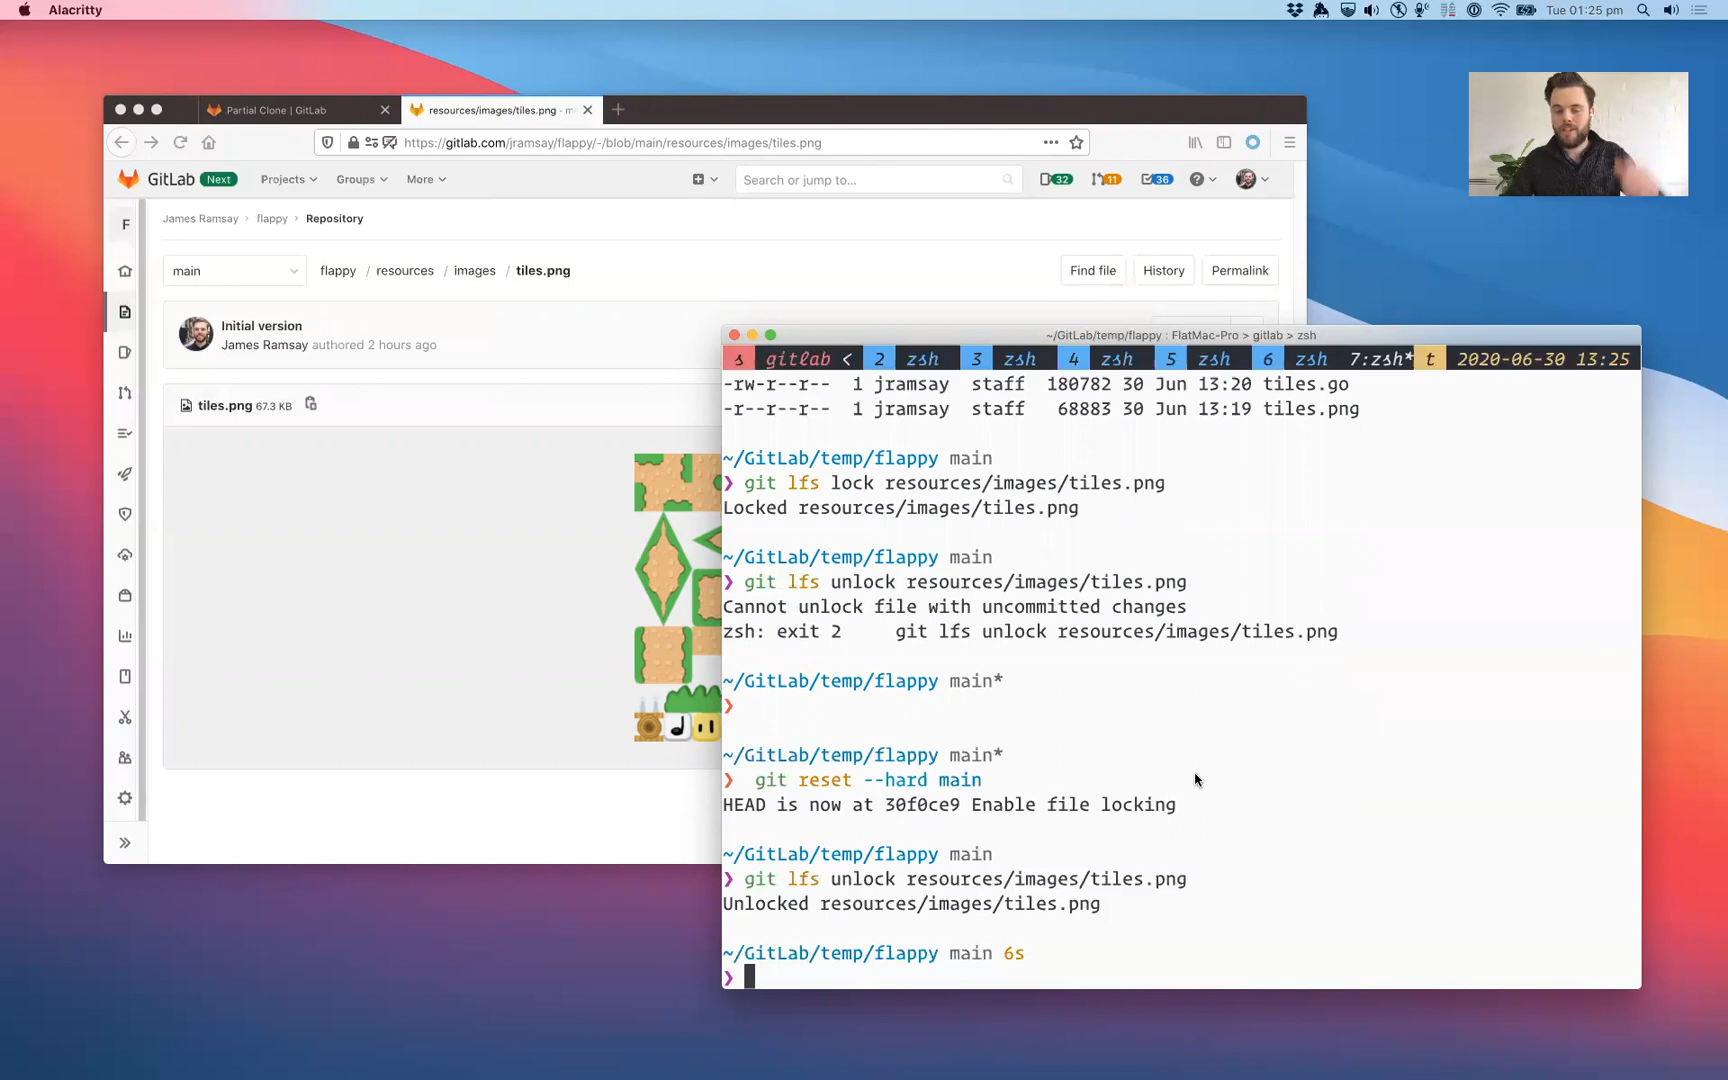 Alacritty
Tue 01:25 pm
Partial Clone | GitLab
resources/images/tiles.png - m
https://gitlab.com/jramsay/flappy/-/blob/main/resources/images/tiles.png
GitLab Next Projects Groups More Search or jump to... 32 11 36
James Ramsay › flappy › Repository
F
main
flappy / resources / images / tiles.png
Find file History Permalink
Initial version
James Ramsay authored 2 hours ago
tiles.png 67.3 KB
~/GitLab/temp/flappy : FlatMac-Pro > gitlab > zsh
s gitlab < 2 zsh 3 zsh 4 zsh 5 zsh 6 zsh 7:zsh* t 2020-06-30 13:25
-rw-r--r-- 1 jramsay staff 180782 30 Jun 13:20 tiles.go
-r--r--r-- 1 jramsay staff 68883 30 Jun 13:19 tiles.png
~/GitLab/temp/flappy main
❯ git lfs lock resources/images/tiles.png
Locked resources/images/tiles.png
~/GitLab/temp/flappy main
❯ git lfs unlock resources/images/tiles.png
Cannot unlock file with uncommitted changes
zsh: exit 2 git lfs unlock resources/images/tiles.png
~/GitLab/temp/flappy main*
❯
~/GitLab/temp/flappy main*
❯ git reset --hard main
HEAD is now at 30f0ce9 Enable file locking
~/GitLab/temp/flappy main
❯ git lfs unlock resources/images/tiles.png
Unlocked resources/images/tiles.png
~/GitLab/temp/flappy main 6s
❯